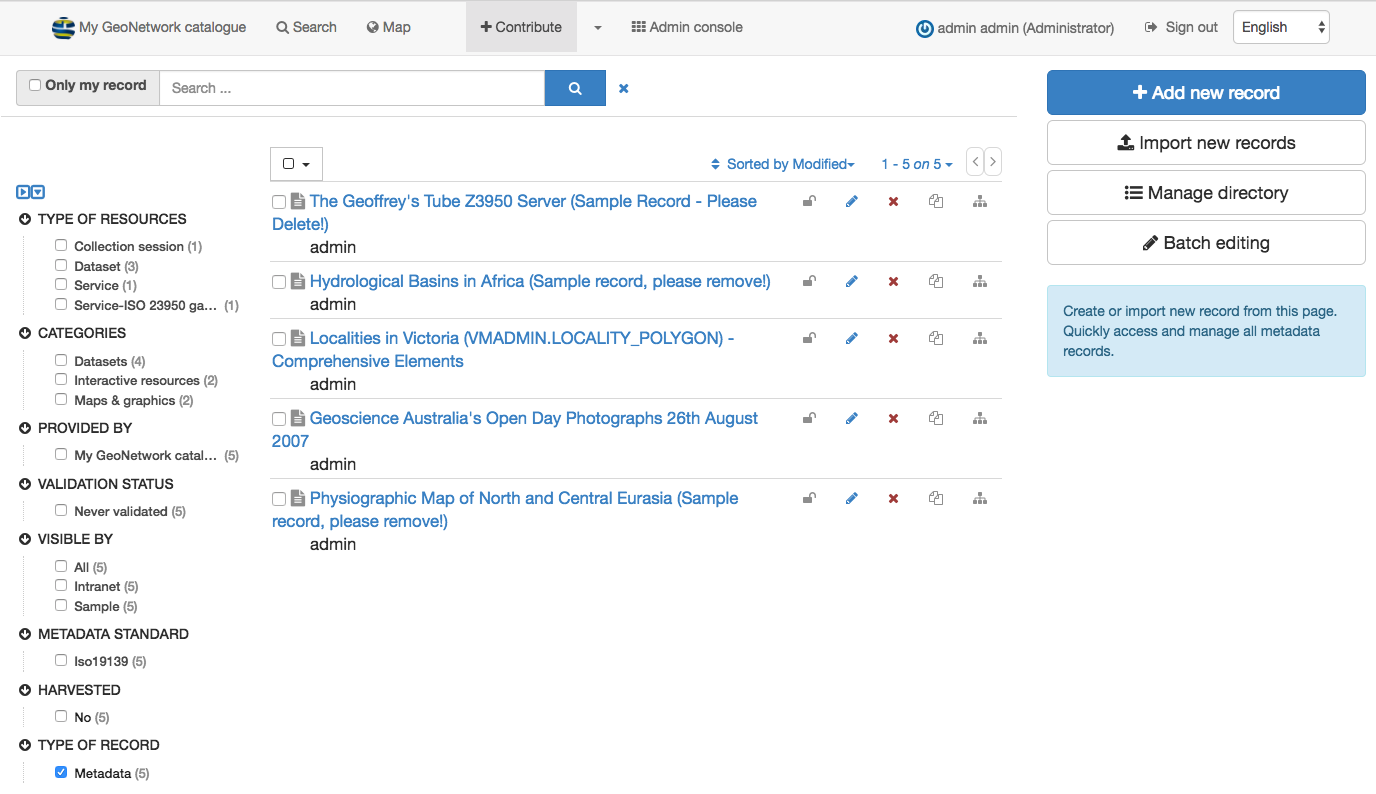 My GeoNetwork catalogue Search Map Contribute Admin console admin admin (Administrator) Sign out English
Only my record Search ...
Add new record
Import new records
Manage directory
Batch editing
Create or import new record from this page.
Quickly access and manage all metadata
records.
Sorted by Modified 1 - 5 on 5
TYPE OF RESOURCES
Collection session (1)
Dataset (3)
Service (1)
Service-ISO 23950 ga... (1)
CATEGORIES
Datasets (4)
Interactive resources (2)
Maps & graphics (2)
PROVIDED BY
My GeoNetwork catal... (5)
VALIDATION STATUS
Never validated (5)
VISIBLE BY
All (5)
Intranet (5)
Sample (5)
METADATA STANDARD
Iso19139 (5)
HARVESTED
No (5)
TYPE OF RECORD
Metadata (5)
The Geoffrey's Tube Z3950 Server (Sample Record - Please
Delete!)
admin
Hydrological Basins in Africa (Sample record, please remove!)
admin
Localities in Victoria (VMADMIN.LOCALITY_POLYGON) -
Comprehensive Elements
admin
Geoscience Australia's Open Day Photographs 26th August
2007
admin
Physiographic Map of North and Central Eurasia (Sample
record, please remove!)
admin